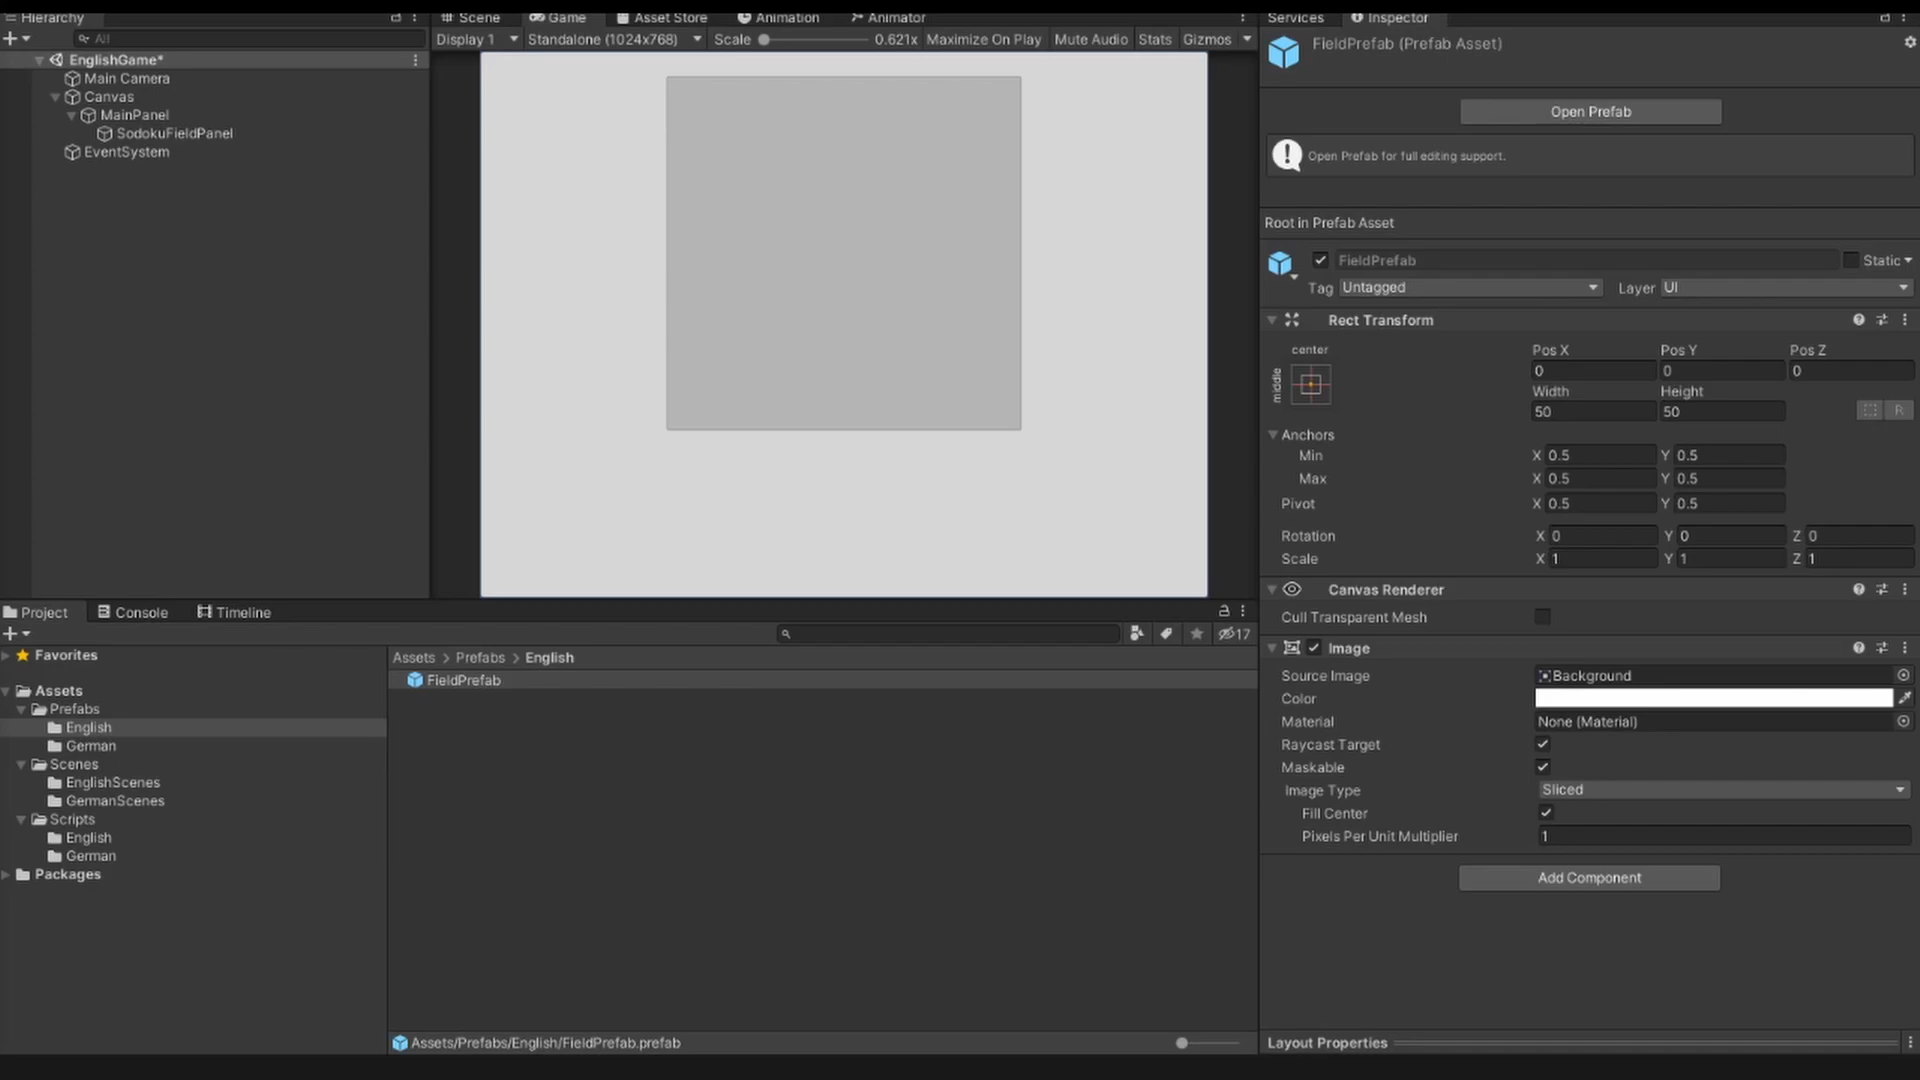 Hierarchy
All
EnglishGame*
Main Camera
Canvas
MainPanel
SodokuFieldPanel
EventSystem
Scene
Game
Asset Store
Animation
Animator
Display 1
Standalone (1024x768)
Scale
0.621x
Maximize On Play
Mute Audio
Stats
Gizmos
Services
Inspector
FieldPrefab (Prefab Asset)
Open Prefab
Open Prefab for full editing support.
Root in Prefab Asset
FieldPrefab
Static
Tag
Untagged
Layer
UI
Rect Transform
center
middle
Pos X
Pos Y
Pos Z
0
0
0
Width
Height
50
50
R
Anchors
Min
X 0.5
Y 0.5
Max
X 0.5
Y 0.5
Pivot
X 0.5
Y 0.5
Rotation
X 0
Y 0
Z 0
Scale
X 1
Y 1
Z 1
Canvas Renderer
Cull Transparent Mesh
Image
Source Image
Background
Color
Material
None (Material)
Raycast Target
Maskable
Image Type
Sliced
Fill Center
Pixels Per Unit Multiplier
1
Add Component
Layout Properties
Project
Console
Timeline
17
Favorites
Assets
Prefabs
English
German
Scenes
EnglishScenes
GermanScenes
Scripts
English
German
Packages
Assets > Prefabs > English
FieldPrefab
Assets/Prefabs/English/FieldPrefab.prefab